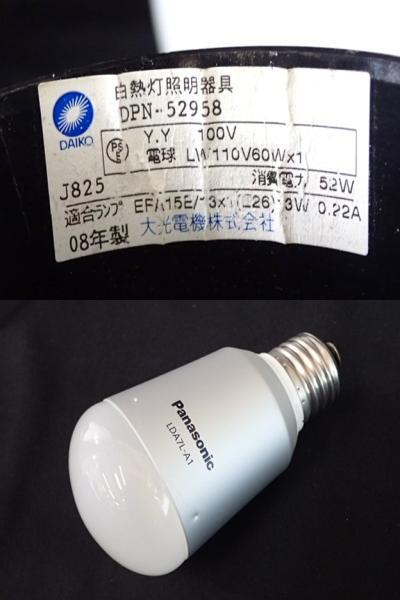 白熱灯照明器具
DPN-52958
DAIKO
PS E
Y.Y 100V
電球 LW110V60W×1
消費電力 52W
J825
適合ランプ EFA15E/13×1(E26)13W 0.22A
08年製 大光電機株式会社
Panasonic
LDA7L-A1